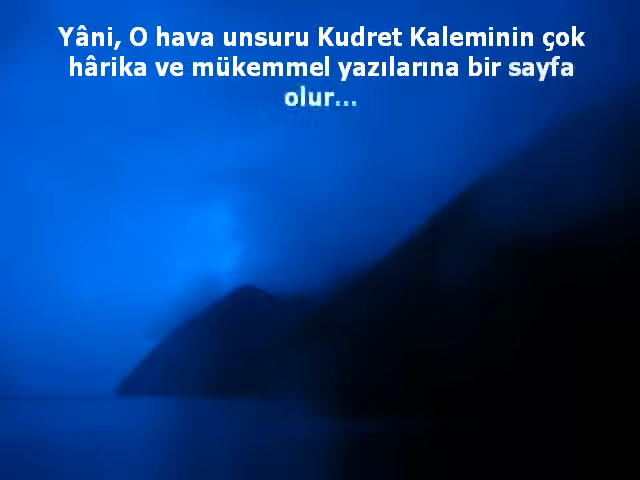 Yâni, O hava unsuru Kudret Kaleminin çok
hârika ve mükemmel yazılarına bir sayfa
olur...